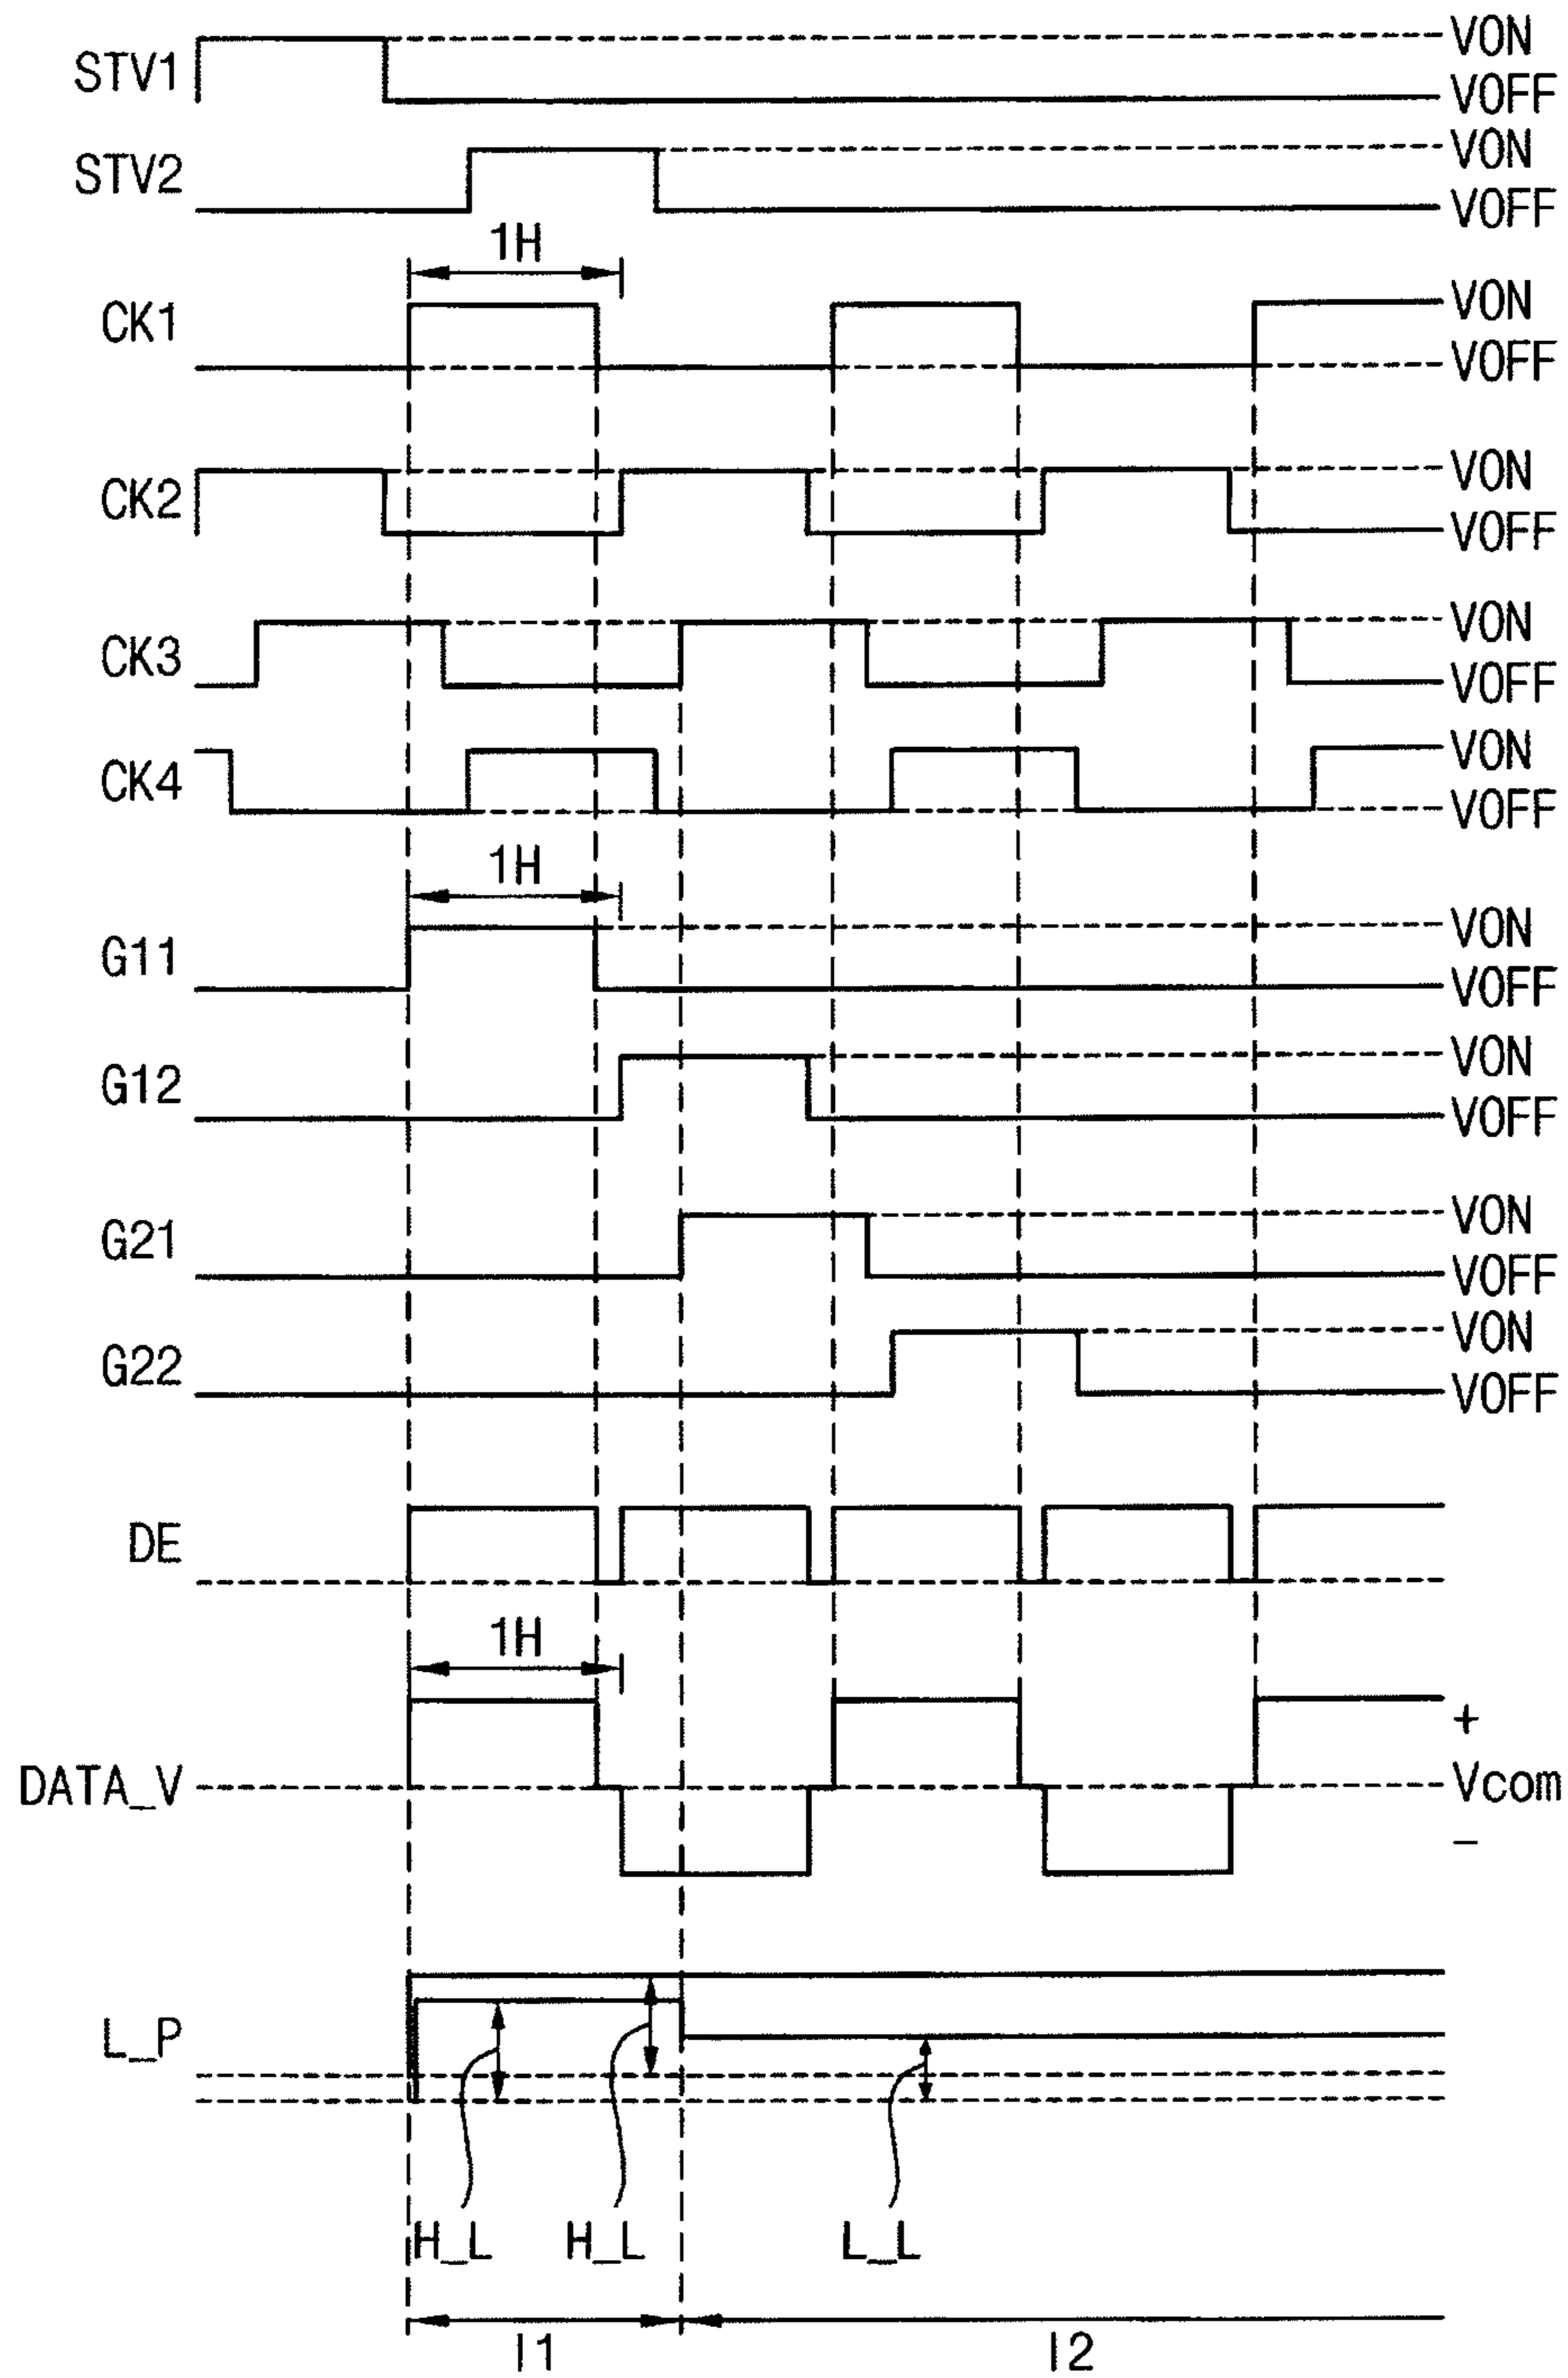 STV1
VON
VOFF
STV2
VON
VOFF
1H
CK1
VON
VOFF
CK2
VON
VOFF
CK3
VON
VOFF
CK4
VON
VOFF
1H
G11
VON
VOFF
G12
VON
VOFF
G21
VON
VOFF
G22
VON
VOFF
DE
1H
DATA_V
+
Vcom
-
L_P
H_L H_L L_L
I1 I2